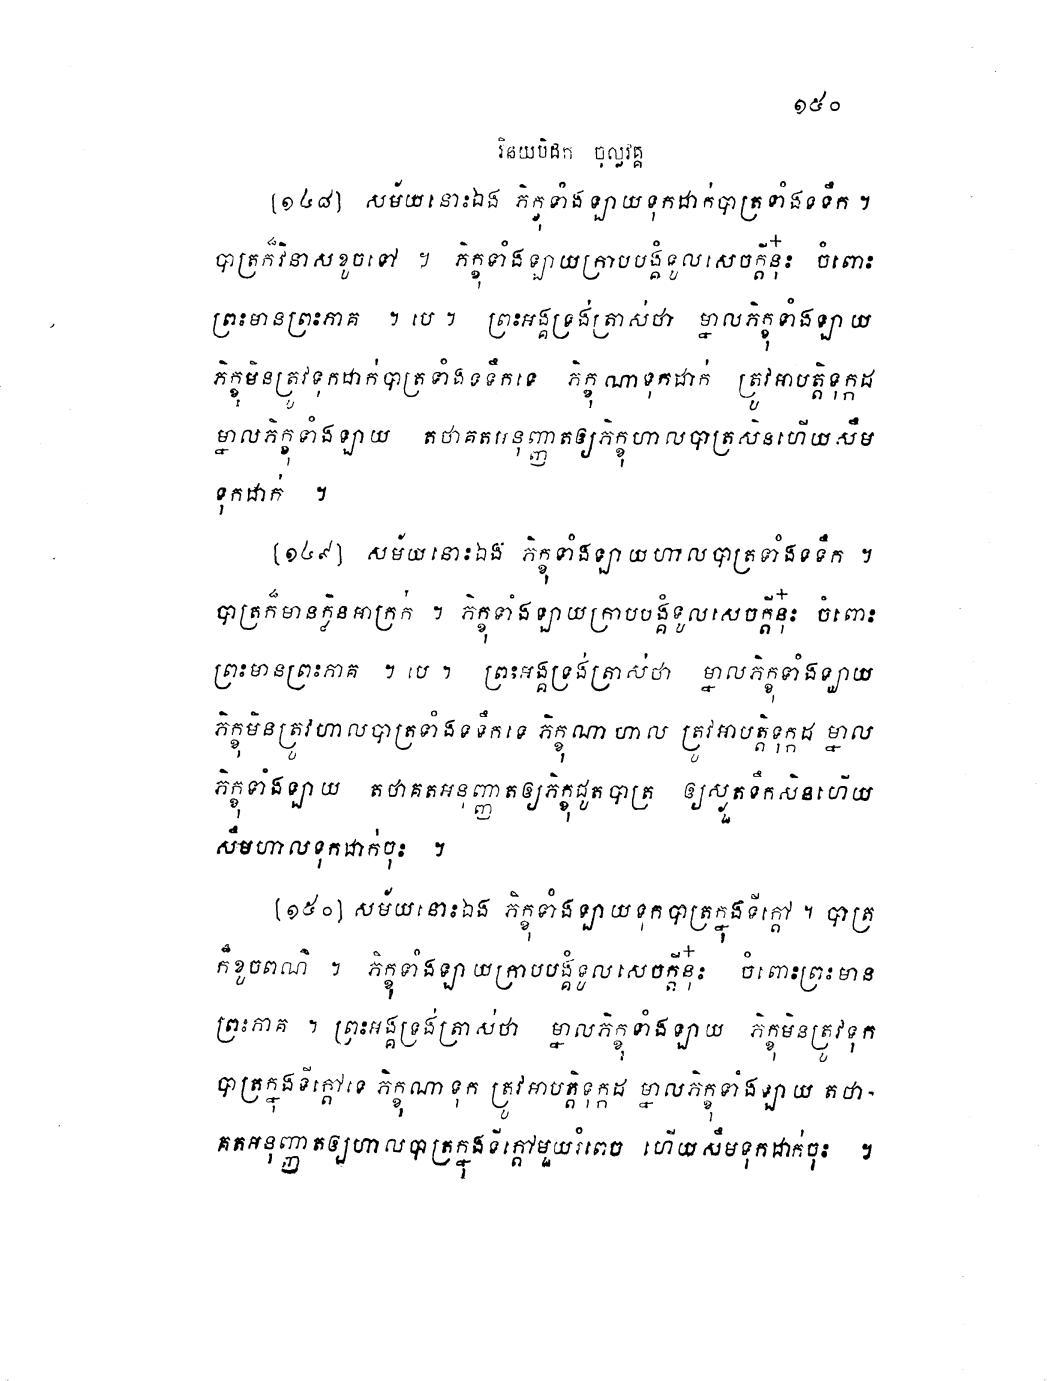 ១៥០
វិនយបិដក ចុល្លវគ្គ
[១៤៨] សម័យនោះឯង ភិក្ខុទាំងឡាយទុកដាក់បាត្រទាំងទទឹក ។
បាត្រក៏វិនាសខូចទៅ ។ ភិក្ខុទាំងឡាយក្រាបបង្គំទូលសេចក្តីនុ៎ះ ចំពោះ
ព្រះមានព្រះភាគ ។ បេ ។ ព្រះអង្គទ្រង់ត្រាស់ថា ម្នាលភិក្ខុទាំងឡាយ
ភិក្ខុមិនត្រូវទុកដាក់បាត្រទាំងទទឹកទេ ភិក្ខុណាទុកដាក់ ត្រូវអាបត្តិទុក្កដ
ម្នាលភិក្ខុទាំងឡាយ តថាគតអនុញ្ញាតឲ្យភិក្ខុហាលបាត្រសិនហើយសឹម
ទុកដាក់ ។
[១៤៩] សម័យនោះឯង ភិក្ខុទាំងឡាយហាលបាត្រទាំងទទឹក ។
បាត្រក៏មានក្លិនអាក្រក់ ។ ភិក្ខុទាំងឡាយក្រាបបង្គំទូលសេចក្តីនុ៎ះ ចំពោះ
ព្រះមានព្រះភាគ ។ បេ ។ ព្រះអង្គទ្រង់ត្រាស់ថា ម្នាលភិក្ខុទាំងឡាយ
ភិក្ខុមិនត្រូវហាលបាត្រទាំងទទឹកទេ ភិក្ខុណាហាល ត្រូវអាបត្តិទុក្កដ ម្នាល
ភិក្ខុទាំងឡាយ តថាគតអនុញ្ញាតឲ្យភិក្ខុជូតបាត្រ ឲ្យស្ងួតទឹកសិនហើយ
សឹមហាលទុកដាក់ចុះ ។
[១៥០] សម័យនោះឯង ភិក្ខុទាំងឡាយទុកបាត្រក្នុងទីក្តៅ ។ បាត្រ
ក៏ខូចពណ៌ ។ ភិក្ខុទាំងឡាយក្រាបបង្គំទូលសេចក្តីនុ៎ះ ចំពោះព្រះមាន
ព្រះភាគ ។ ព្រះអង្គទ្រង់ត្រាស់ថា ម្នាលភិក្ខុទាំងឡាយ ភិក្ខុមិនត្រូវទុក
បាត្រក្នុងទីក្តៅទេ ភិក្ខុណាទុក ត្រូវអាបត្តិទុក្កដ ម្នាលភិក្ខុទាំងឡាយ តថា-
គតអនុញ្ញាតឲ្យហាលបាត្រក្នុងទីក្តៅមួយរំពេច ហើយសឹមទុកដាក់ចុះ ។